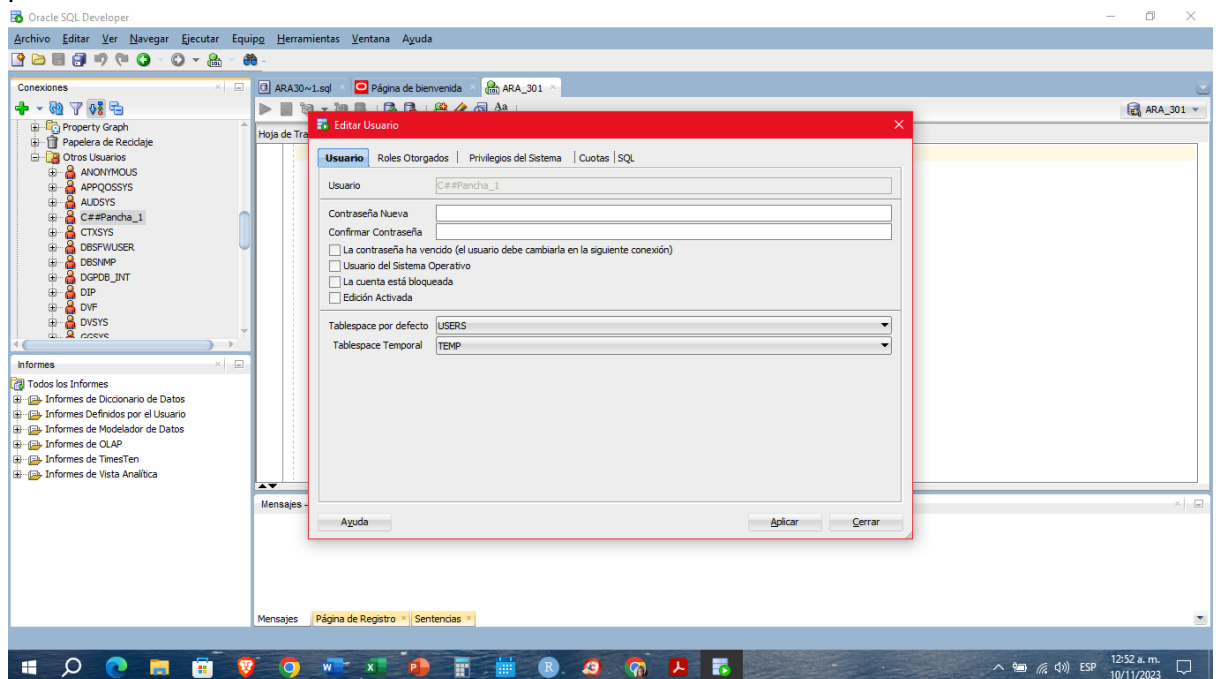 Oracle SQL Developer
Archivo Editar Ver Navegar Ejecutar Equipo Herramientas Ventana Ayuda
Conexiones
Property Graph
Papelera de Reciclaje
Otros Usuarios
ANONYMOUS
APPQOSSYS
AUDSYS
C##Pancha_1
CTXSYS
DBSFWUSER
DBSNMP
DGPDB_INT
DIP
DVF
DVSYS
GGSYS
Informes
Todos los Informes
Informes de Diccionario de Datos
Informes Definidos por el Usuario
Informes de Modelador de Datos
Informes de OLAP
Informes de TimesTen
Informes de Vista Analítica
ARA30~1.sql Página de bienvenida ARA_301
ARA_301
Hoja de Tra
Editar Usuario
Usuario Roles Otorgados Privilegios del Sistema Cuotas SQL
Usuario C##Pancha_1
Contraseña Nueva
Confirmar Contraseña
La contraseña ha vencido (el usuario debe cambiarla en la siguiente conexión)
Usuario del Sistema Operativo
La cuenta está bloqueada
Edición Activada
Tablespace por defecto USERS
Tablespace Temporal TEMP
Ayuda Aplicar Cerrar
Mensajes -
Mensajes Página de Registro Sentencias
ESP 12:52 a. m.
10/11/2023